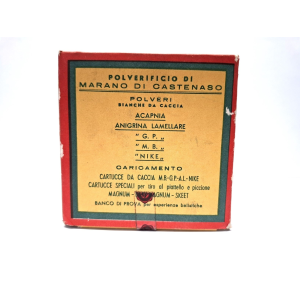 POLVERIFICIO DI
MARANO DI CASTENASO
POLVERI
BIANCHE DA CACCIA
ACAPNIA
ANIGRINA LAMELLARE
" G. P. „
" M. B. „
" NIKE „
CARICAMENTO
CARTUCCE DA CACCIA M.B-G.P-A.L-NIKE
CARTUCCE SPECIALI per tiro al piattello e piccione
MAGNUM - MAGNUM - SKEET
BANCO DI PROVA per esperienze balistiche